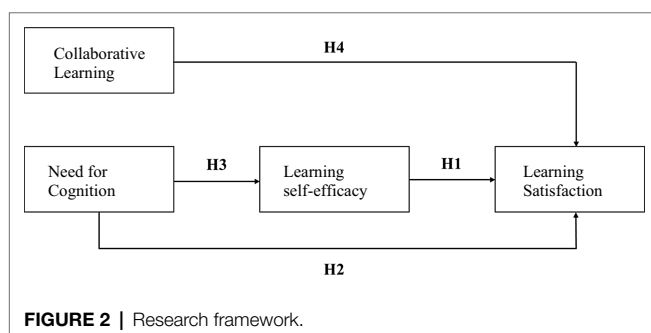 Collaborative
Learning
H4
Need for
Cognition
H3
Learning
self-efficacy
H1
Learning
Satisfaction
H2
FIGURE 2 | Research framework.